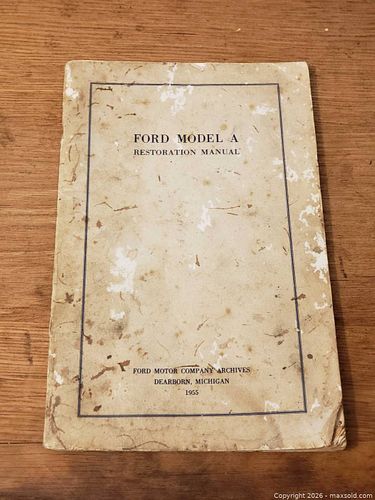 FORD MODEL A
RESTORATION MANUAL
FORD MOTOR COMPANY ARCHIVES
DEARBORN, MICHIGAN
1955
Copyright 2026 - maxsold.com